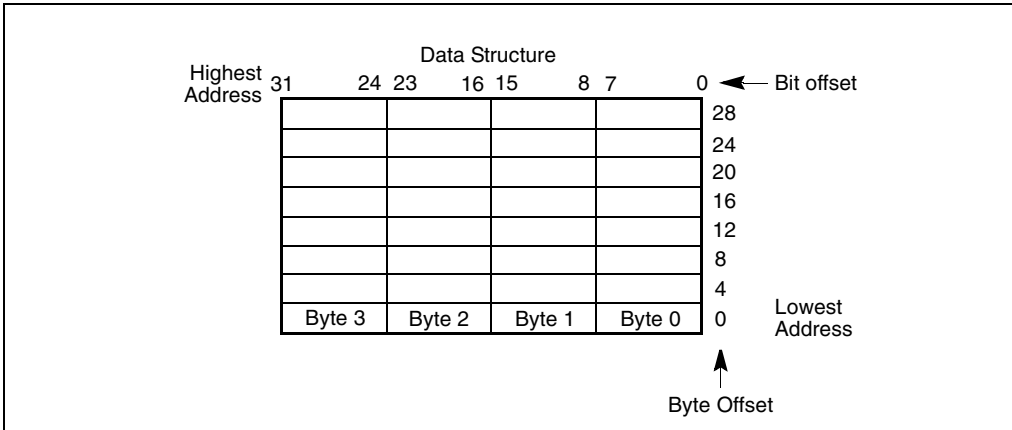 Data Structure
Highest
Address
31 24 23 16 15 8 7 0
Bit offset
28
24
20
16
12
8
4
Byte 3 Byte 2 Byte 1 Byte 0 0
Lowest
Address
Byte Offset